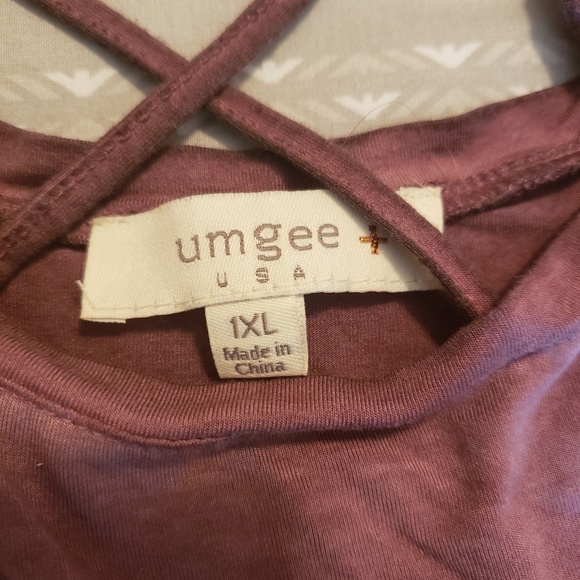 umgee +
USA
1XL
Made in
China